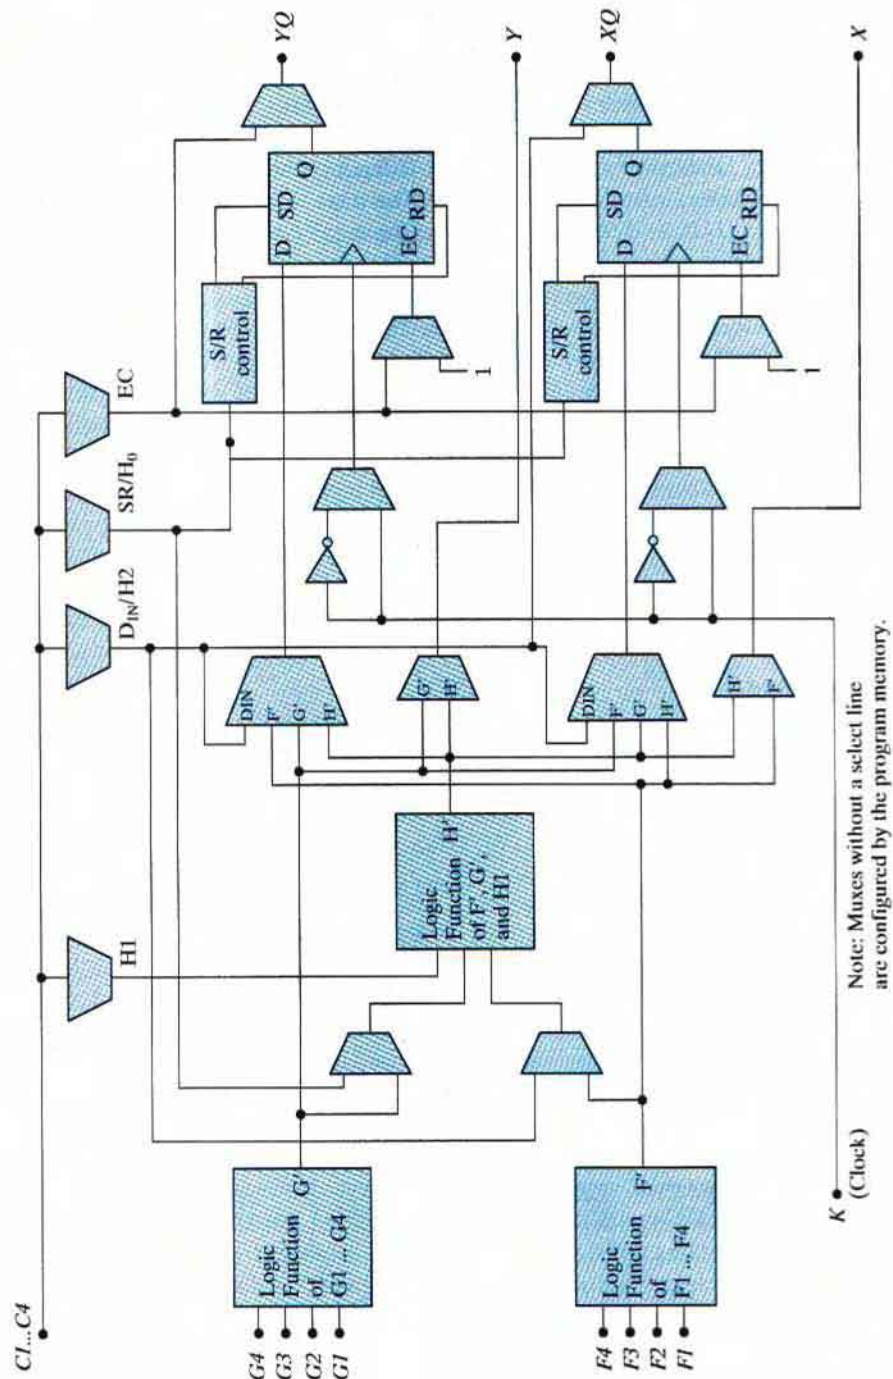 C1...C4
H1
D_IN/H2
SR/H_0
EC
G4
G3
G2
G1
Logic
Function
of
G1 ... G4
G'
F4
F3
F2
F1
Logic
Function
of
F1 ... F4
F'
Logic
Function
of F', G',
and H1
H'
DIN
F'
G'
H'
G'
H'
DIN
F'
G'
H'
H'
F'
S/R
control
S/R
control
1
1
D
SD
Q
EC
RD
D
SD
Q
EC
RD
YQ
Y
XQ
X
K
(Clock)
Note: Muxes without a select line
are configured by the program memory.